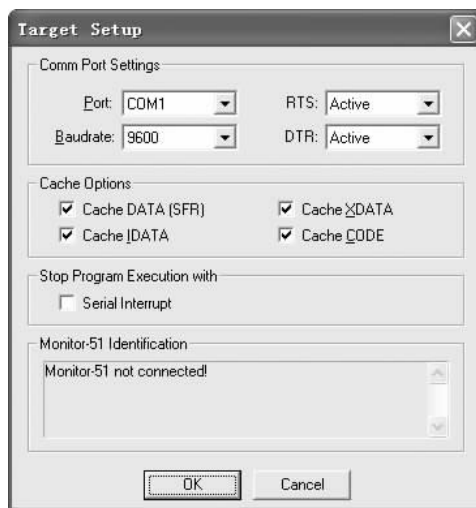 Target Setup
Comm Port Settings
Port: COM1 RTS: Active
Baudrate: 9600 DTR: Active
Cache Options
Cache DATA (SFR) Cache XDATA
Cache IDATA Cache CODE
Stop Program Execution with
Serial Interrupt
Monitor-51 Identification
Monitor-51 not connected!
OK Cancel